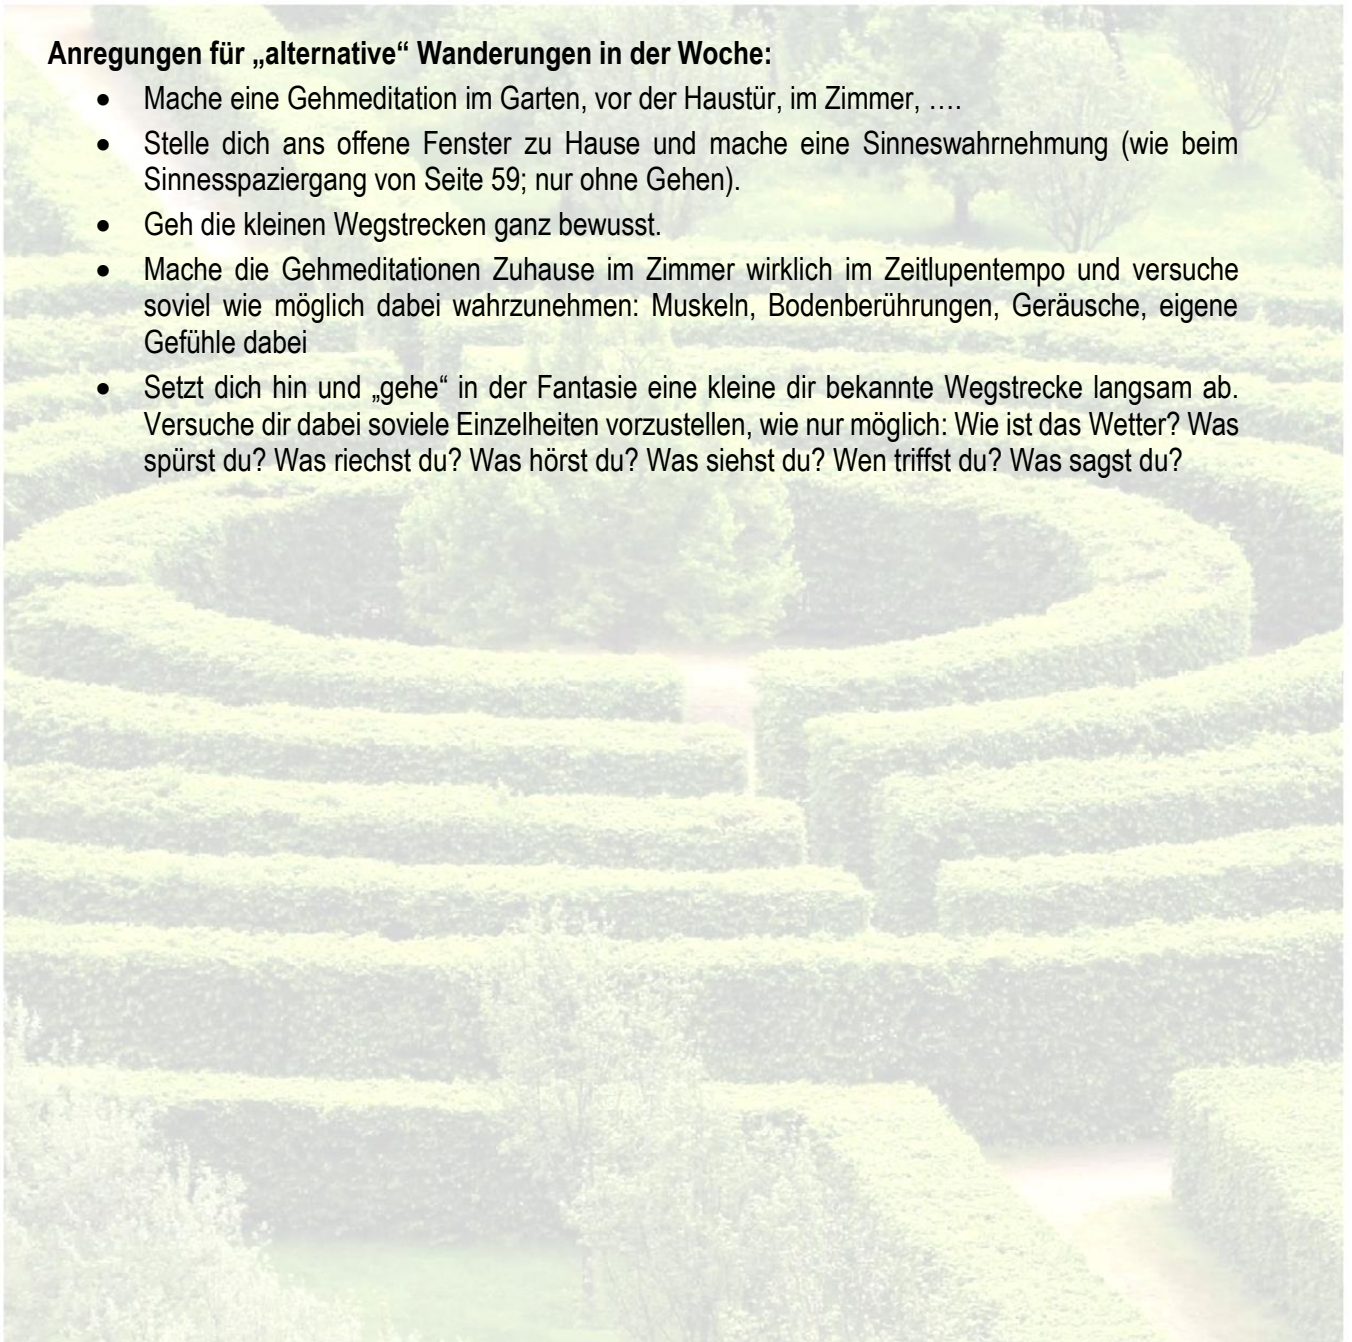 Anregungen für „alternative“ Wanderungen in der Woche:
• Mache eine Gehmeditation im Garten, vor der Haustür, im Zimmer, ….
• Stelle dich ans offene Fenster zu Hause und mache eine Sinneswahrnehmung (wie beim
Sinnesspaziergang von Seite 59; nur ohne Gehen).
• Geh die kleinen Wegstrecken ganz bewusst.
• Mache die Gehmeditationen Zuhause im Zimmer wirklich im Zeitlupentempo und versuche
soviel wie möglich dabei wahrzunehmen: Muskeln, Bodenberührungen, Geräusche, eigene
Gefühle dabei
• Setzt dich hin und „gehe“ in der Fantasie eine kleine dir bekannte Wegstrecke langsam ab.
Versuche dir dabei soviele Einzelheiten vorzustellen, wie nur möglich: Wie ist das Wetter? Was
spürst du? Was riechst du? Was hörst du? Was siehst du? Wen triffst du? Was sagst du?